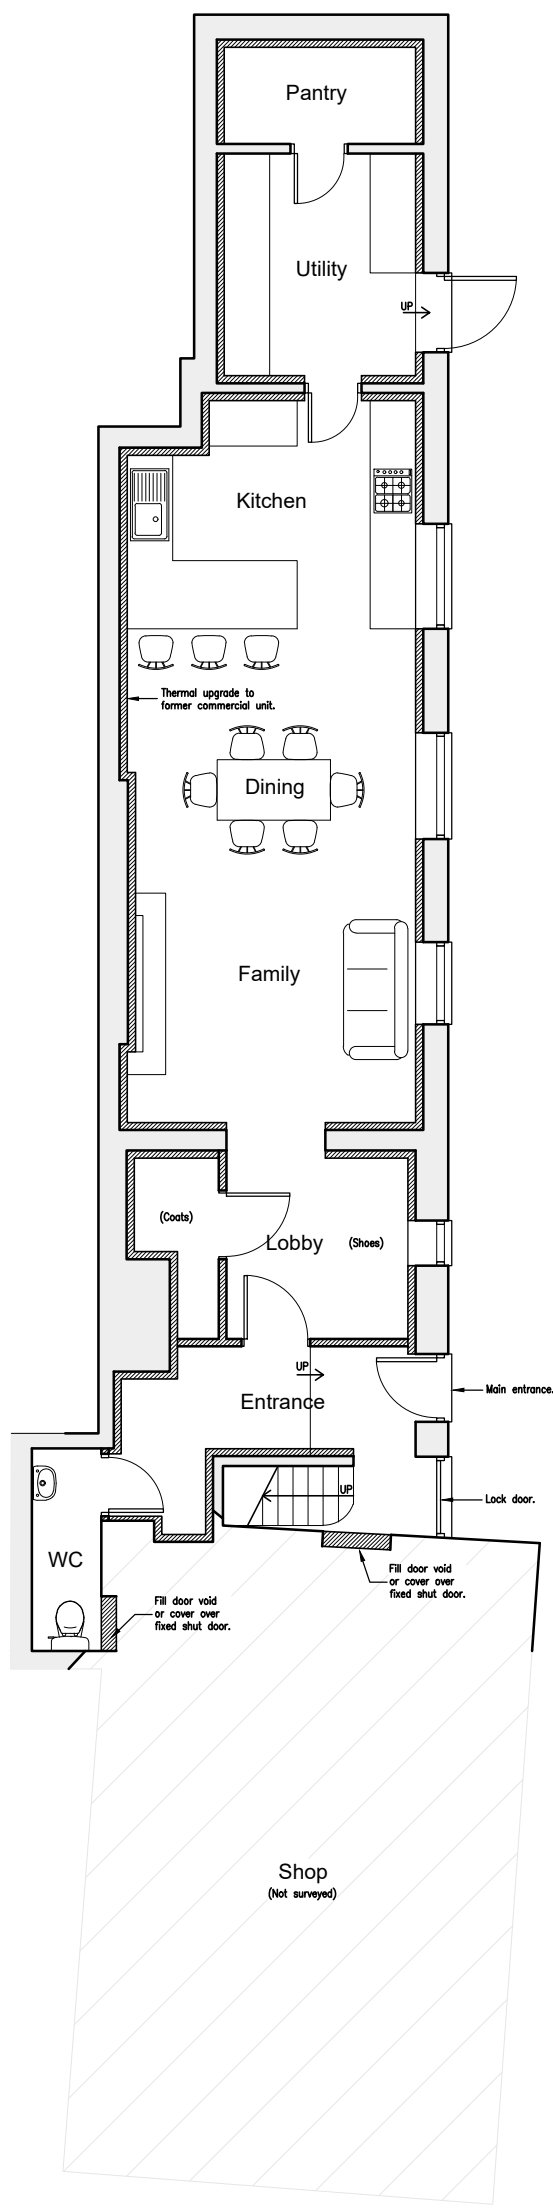 Pantry
Utility
UP
Kitchen
Thermal upgrade to
former commercial unit.
Dining
Family
(Coats)
Lobby
(Shoes)
UP
Main entrance.
Entrance
UP
Lock door.
WC
Fill door void
or cover over
fixed shut door.
Fill door void
or cover over
fixed shut door.
Shop
(Not surveyed)